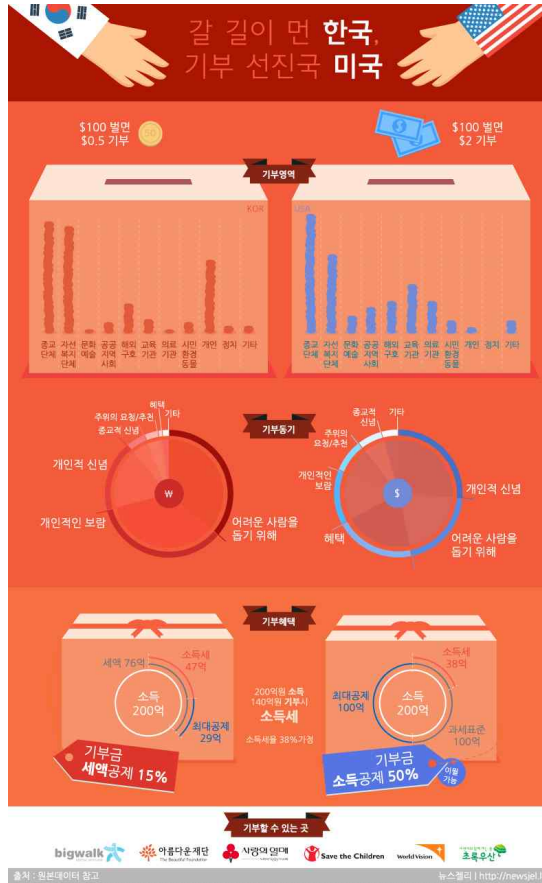 갈 길이 먼 한국,
기부 선진국 미국
$100 벌면
$0.5 기부
50
$100 벌면
$2 기부
기부영역
KOR
USA
종교단체
자선복지단체
문화예술
공공지역사회
해외구호
교육기관
의료기관
시민환경동물
개인
정치
기타
종교단체
자선복지단체
문화예술
공공지역사회
해외구호
교육기관
의료기관
시민환경동물
개인
정치
기타
기부동기
혜택
주위의 요청/추천
기타
종교적 신념
개인적 신념
개인적인 보람
어려운 사람을
돕기 위해
₩
종교적
신념
기타
주위의
요청/추천
개인적인
보람
혜택
개인적 신념
어려운 사람을
돕기 위해
$
기부혜택
세액 76억
소득세
47억
소득
200억
최대공제
29억
기부금
세액공제 15%
200억원 소득
140억원 기부시
소득세
소득세율 38%가정
소득세
38억
최대공제
100억
소득
200억
과세표준
100억
기부금
소득공제 50%
이월
가능
기부할 수 있는 곳
bigwalk
아름다운재단
The Beautiful Foundation
사랑의열매
Save the Children
World Vision
초록우산
출처 : 원본데이터 참고
뉴스젤리 | http://newsjel.l